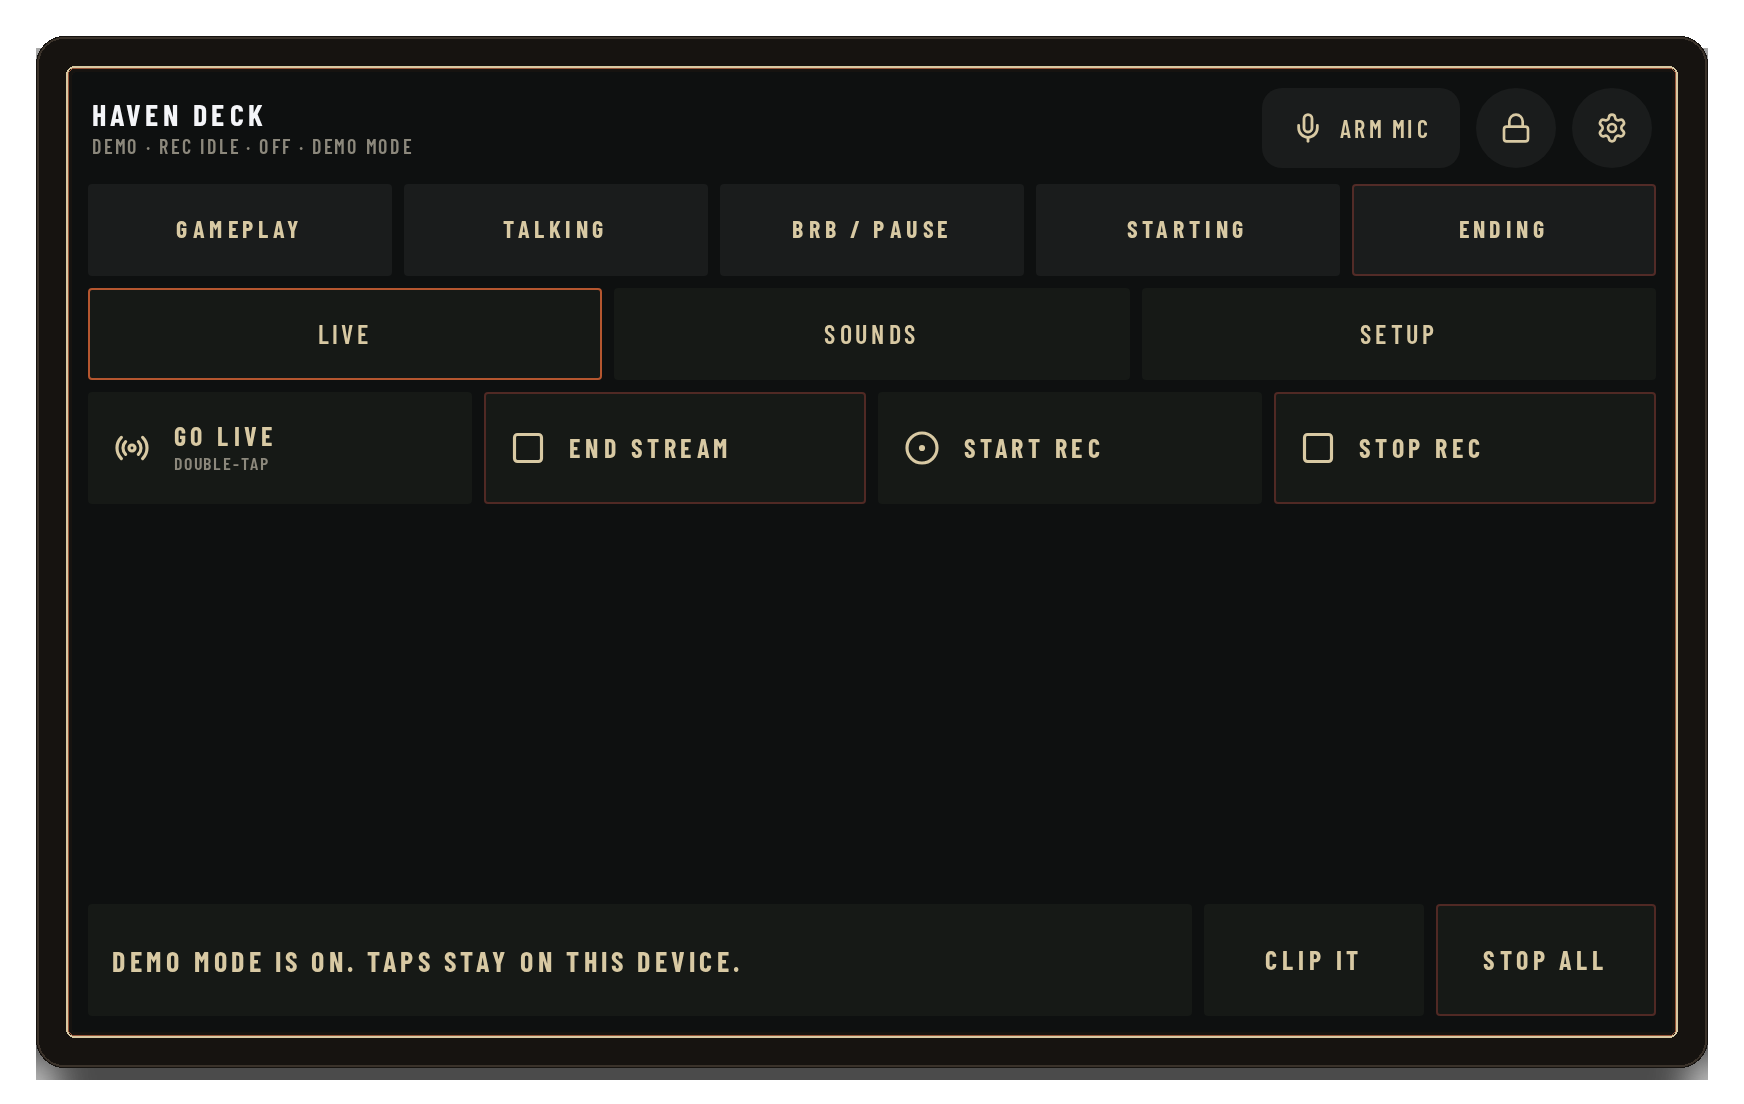 HAVEN DECK
DEMO · REC IDLE · OFF · DEMO MODE
ARM MIC
GAMEPLAY
TALKING
BRB / PAUSE
STARTING
ENDING
LIVE
SOUNDS
SETUP
GO LIVE
DOUBLE-TAP
END STREAM
START REC
STOP REC
DEMO MODE IS ON. TAPS STAY ON THIS DEVICE.
CLIP IT
STOP ALL